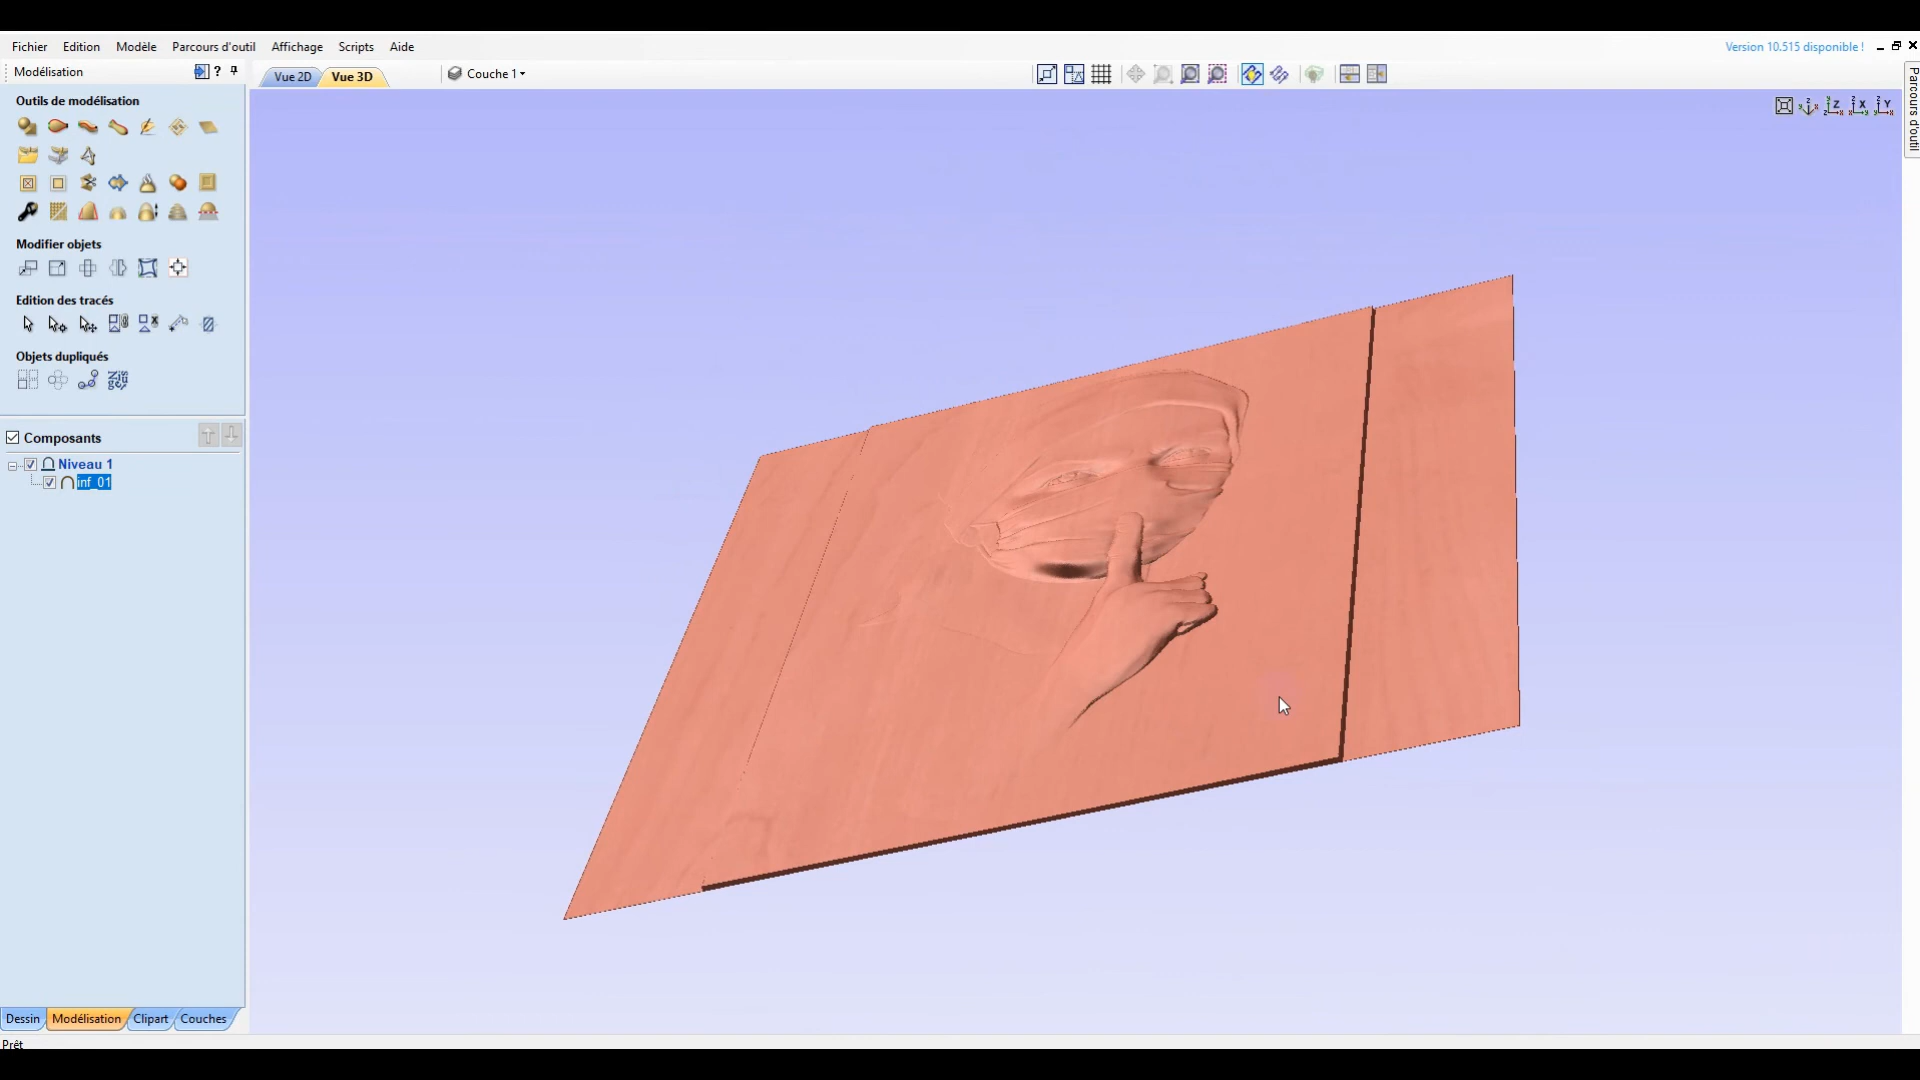 Fichier Edition Modèle Parcours d'outil Affichage Scripts Aide
Version 10.515 disponible !
Modélisation
?
Vue 2D Vue 3D
Couche 1
Parcours d'outil
Outils de modélisation
Modifier objets
Edition des tracés
Objets dupliqués
Composants
Niveau 1
inf_01
Dessin Modélisation Clipart Couches
Prêt